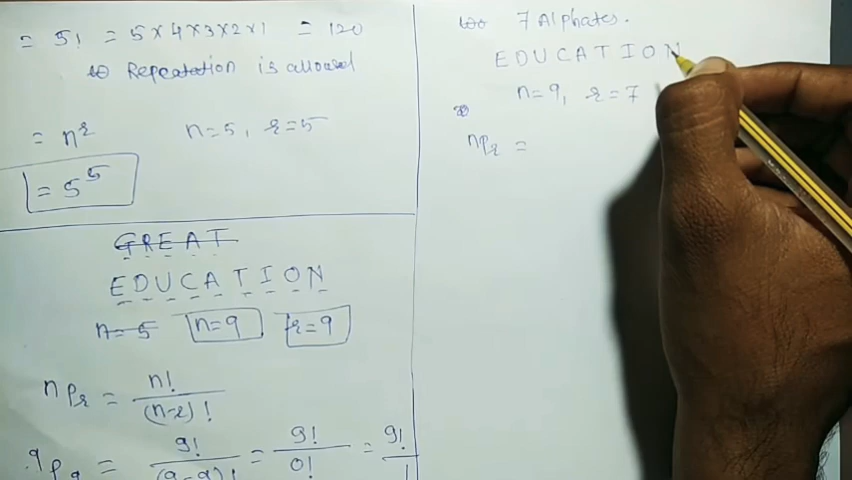 = 5! = 5×4×3×2×1 = 120
Repeatation is allowed
= n^r n=5, r=5
= 5^5
GREAT
EDUCATION
n=5 n=9 r=9
nPr = n! / (n-r)!
9P9 = 9! / (9-9)! = 9! / 0! = 9! / 1
7 Alphates.
EDUCATION
n=9, r=7
nPr =